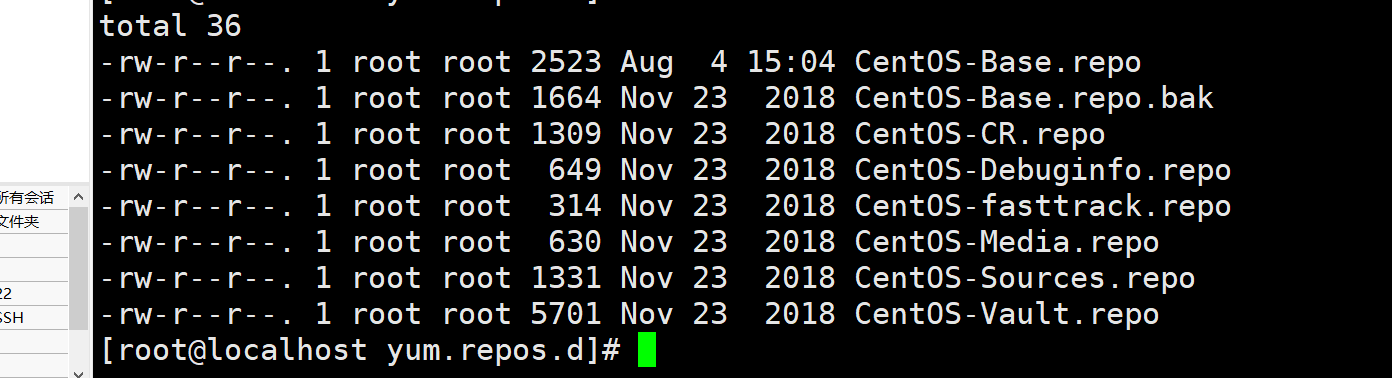 total 36
-rw-r--r--. 1 root root 2523 Aug  4 15:04 CentOS-Base.repo
-rw-r--r--. 1 root root 1664 Nov 23  2018 CentOS-Base.repo.bak
-rw-r--r--. 1 root root 1309 Nov 23  2018 CentOS-CR.repo
-rw-r--r--. 1 root root  649 Nov 23  2018 CentOS-Debuginfo.repo
-rw-r--r--. 1 root root  314 Nov 23  2018 CentOS-fasttrack.repo
-rw-r--r--. 1 root root  630 Nov 23  2018 CentOS-Media.repo
-rw-r--r--. 1 root root 1331 Nov 23  2018 CentOS-Sources.repo
-rw-r--r--. 1 root root 5701 Nov 23  2018 CentOS-Vault.repo
[root@localhost yum.repos.d]#
所有会话
文件夹
22
SSH